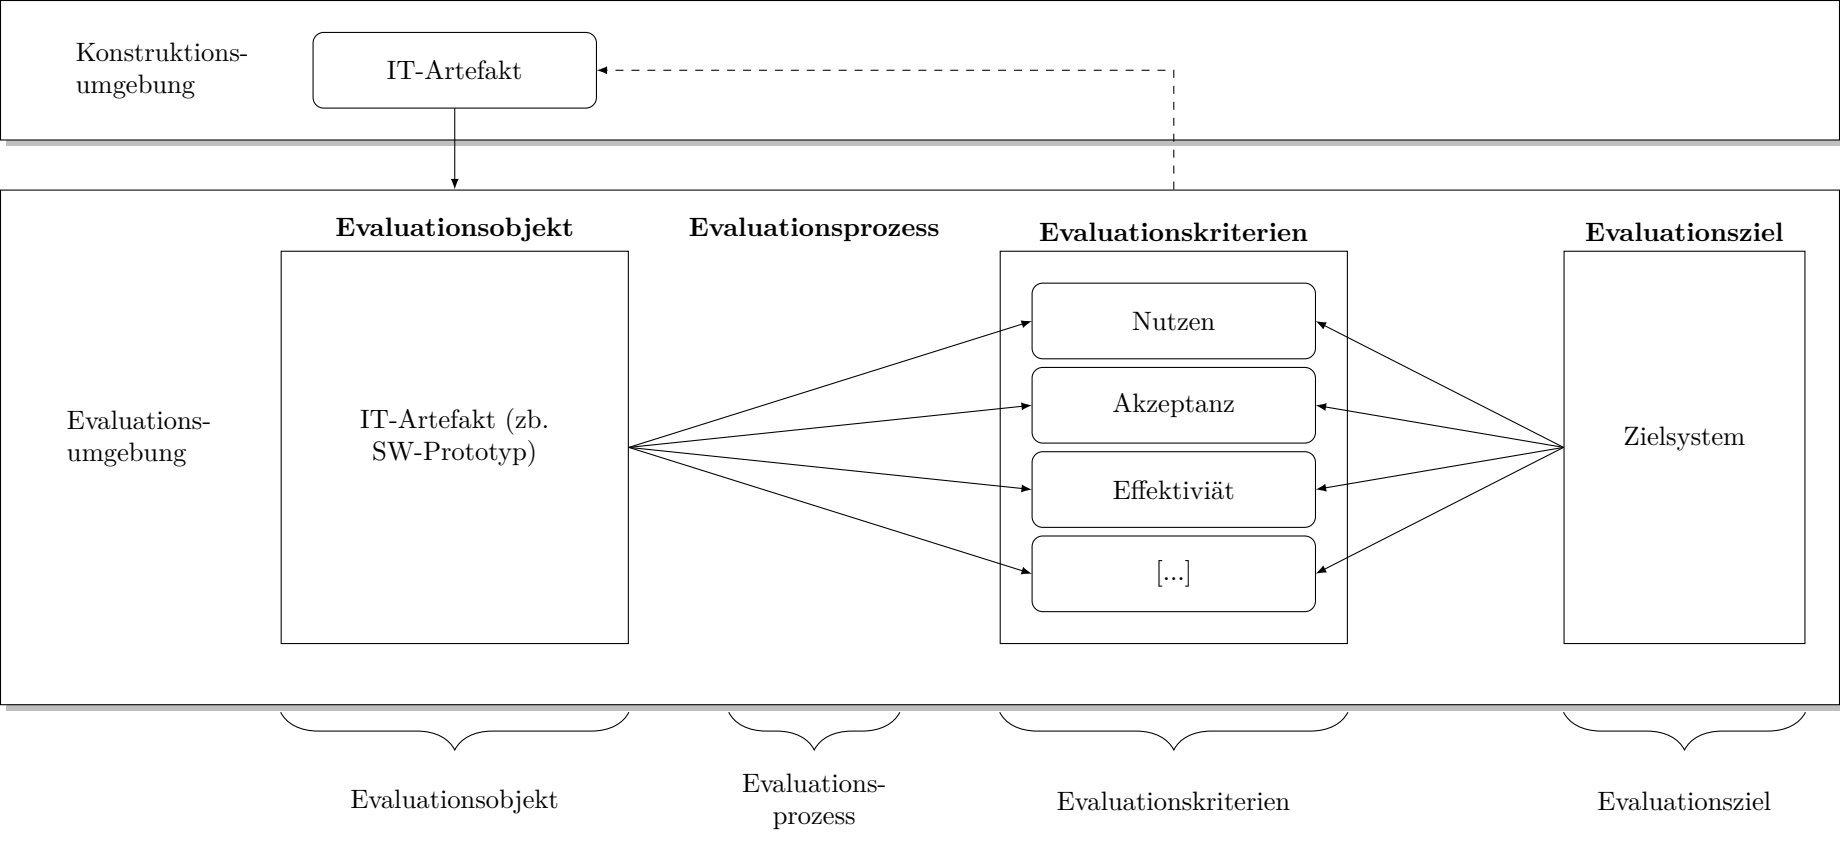 Konstruktions-
umgebung
IT-Artefakt
Evaluationsobjekt
Evaluationsprozess
Evaluationskriterien
Evaluationsziel
Evaluations-
umgebung
IT-Artefakt (zb.
SW-Prototyp)
Nutzen
Akzeptanz
Effektiviät
[...]
Zielsystem
Evaluationsobjekt
Evaluations-
prozess
Evaluationskriterien
Evaluationsziel